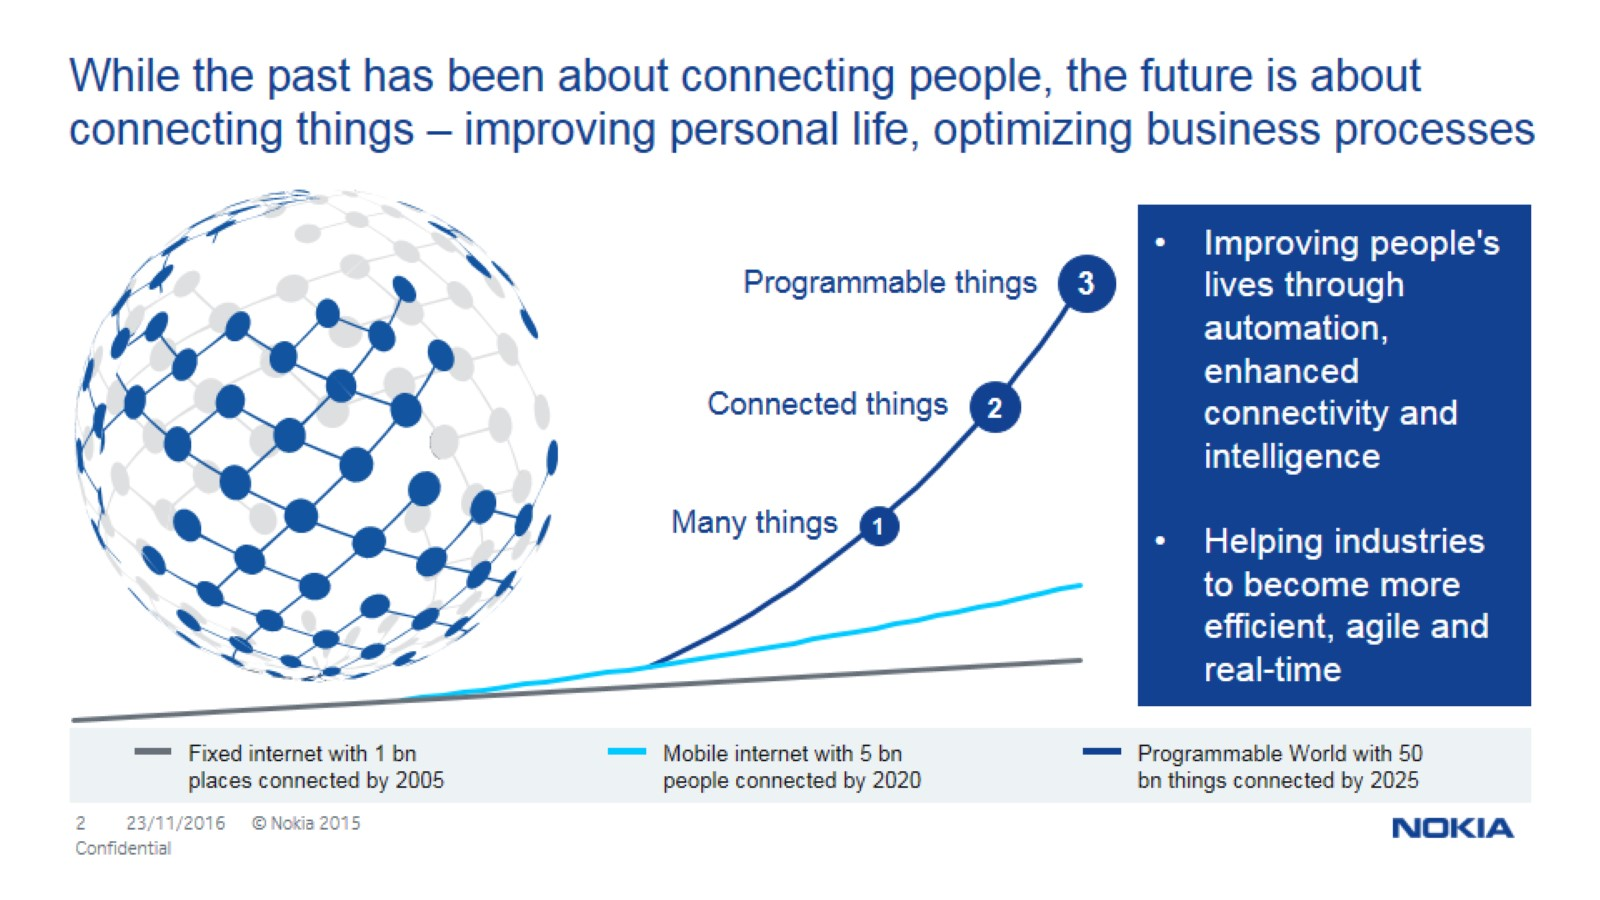 While the past has been about connecting people, the future is about
connecting things – improving personal life, optimizing business processes
Programmable things
3
Connected things
2
Many things
1
• Improving people's
lives through
automation,
enhanced
connectivity and
intelligence
• Helping industries
to become more
efficient, agile and
real-time
Fixed internet with 1 bn
places connected by 2005
Mobile internet with 5 bn
people connected by 2020
Programmable World with 50
bn things connected by 2025
2 23/11/2016 © Nokia 2015
Confidential
NOKIA